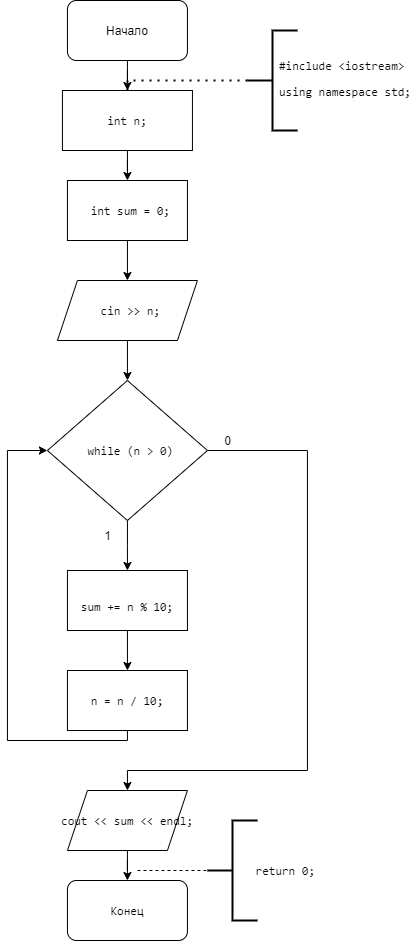 Начало
#include <iostream>
using namespace std;
int n;
int sum = 0;
cin >> n;
while (n > 0)
0
1
sum += n % 10;
n = n / 10;
cout << sum << endl;
return 0;
Конец